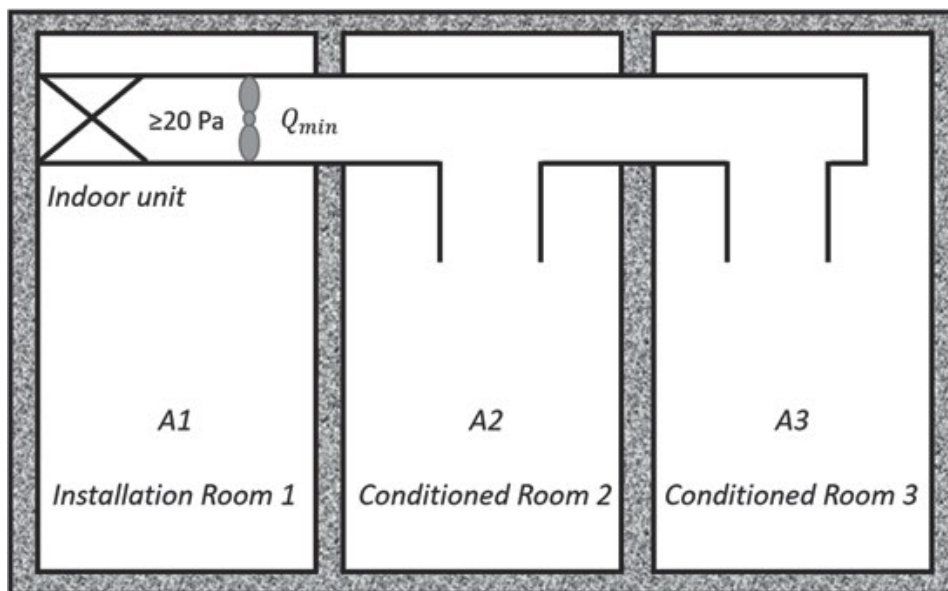 ≥20 Pa
Q_min
Indoor unit
A1
A2
A3
Installation Room 1
Conditioned Room 2
Conditioned Room 3